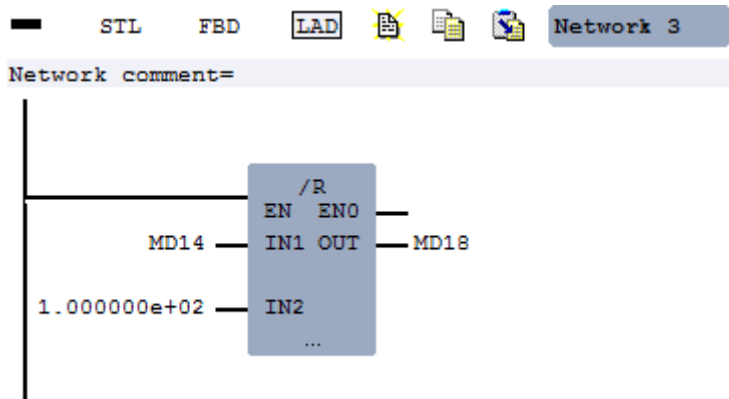 STL FBD LAD Network 3
Network comment=
/R
EN ENO
MD14 IN1 OUT MD18
1.000000e+02 IN2
...